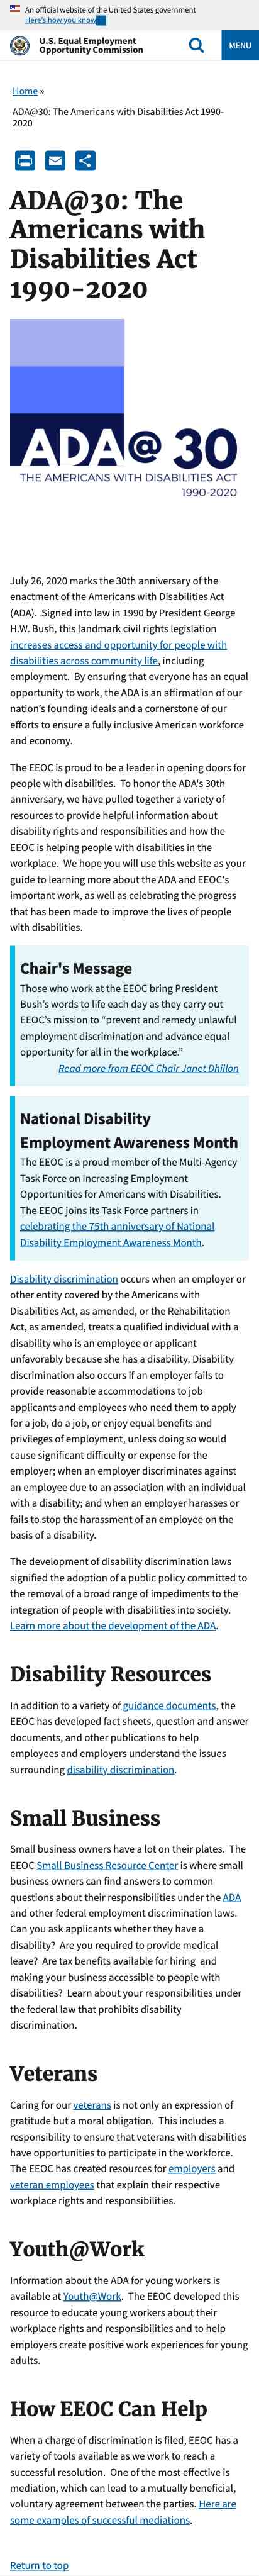 An official website of the United States government
Here's how you know
U.S. Equal Employment
Opportunity Commission
MENU
Home »
ADA@30: The Americans with Disabilities Act 1990-
2020
ADA@30: The
Americans with
Disabilities Act
1990-2020
ADA@ 30
THE AMERICANS WITH DISABILITIES ACT
1990-2020
July 26, 2020 marks the 30th anniversary of the
enactment of the Americans with Disabilities Act
(ADA).  Signed into law in 1990 by President George
H.W. Bush, this landmark civil rights legislation
increases access and opportunity for people with
disabilities across community life, including
employment.  By ensuring that everyone has an equal
opportunity to work, the ADA is an affirmation of our
nation's founding ideals and a cornerstone of our
efforts to ensure a fully inclusive American workforce
and economy.
The EEOC is proud to be a leader in opening doors for
people with disabilities.  To honor the ADA's 30th
anniversary, we have pulled together a variety of
resources to provide helpful information about
disability rights and responsibilities and how the
EEOC is helping people with disabilities in the
workplace.  We hope you will use this website as your
guide to learning more about the ADA and EEOC's
important work, as well as celebrating the progress
that has been made to improve the lives of people
with disabilities.
Chair's Message
Those who work at the EEOC bring President
Bush's words to life each day as they carry out
EEOC's mission to “prevent and remedy unlawful
employment discrimination and advance equal
opportunity for all in the workplace.”
Read more from EEOC Chair Janet Dhillon
National Disability
Employment Awareness Month
The EEOC is a proud member of the Multi-Agency
Task Force on Increasing Employment
Opportunities for Americans with Disabilities.
The EEOC joins its Task Force partners in
celebrating the 75th anniversary of National
Disability Employment Awareness Month.
Disability discrimination occurs when an employer or
other entity covered by the Americans with
Disabilities Act, as amended, or the Rehabilitation
Act, as amended, treats a qualified individual with a
disability who is an employee or applicant
unfavorably because she has a disability. Disability
discrimination also occurs if an employer fails to
provide reasonable accommodations to job
applicants and employees who need them to apply
for a job, do a job, or enjoy equal benefits and
privileges of employment, unless doing so would
cause significant difficulty or expense for the
employer; when an employer discriminates against
an employee due to an association with an individual
with a disability; and when an employer harasses or
fails to stop the harassment of an employee on the
basis of a disability.
The development of disability discrimination laws
signified the adoption of a public policy committed to
the removal of a broad range of impediments to the
integration of people with disabilities into society.
Learn more about the development of the ADA.
Disability Resources
In addition to a variety of guidance documents, the
EEOC has developed fact sheets, question and answer
documents, and other publications to help
employees and employers understand the issues
surrounding disability discrimination.
Small Business
Small business owners have a lot on their plates.  The
EEOC Small Business Resource Center is where small
business owners can find answers to common
questions about their responsibilities under the ADA
and other federal employment discrimination laws.
Can you ask applicants whether they have a
disability?  Are you required to provide medical
leave?  Are tax benefits available for hiring  and
making your business accessible to people with
disabilities?  Learn about your responsibilities under
the federal law that prohibits disability
discrimination.
Veterans
Caring for our veterans is not only an expression of
gratitude but a moral obligation.  This includes a
responsibility to ensure that veterans with disabilities
have opportunities to participate in the workforce.
The EEOC has created resources for employers and
veteran employees that explain their respective
workplace rights and responsibilities.
Youth@Work
Information about the ADA for young workers is
available at Youth@Work.  The EEOC developed this
resource to educate young workers about their
workplace rights and responsibilities and to help
employers create positive work experiences for young
adults.
How EEOC Can Help
When a charge of discrimination is filed, EEOC has a
variety of tools available as we work to reach a
successful resolution.  One of the most effective is
mediation, which can lead to a mutually beneficial,
voluntary agreement between the parties. Here are
some examples of successful mediations.
Return to top